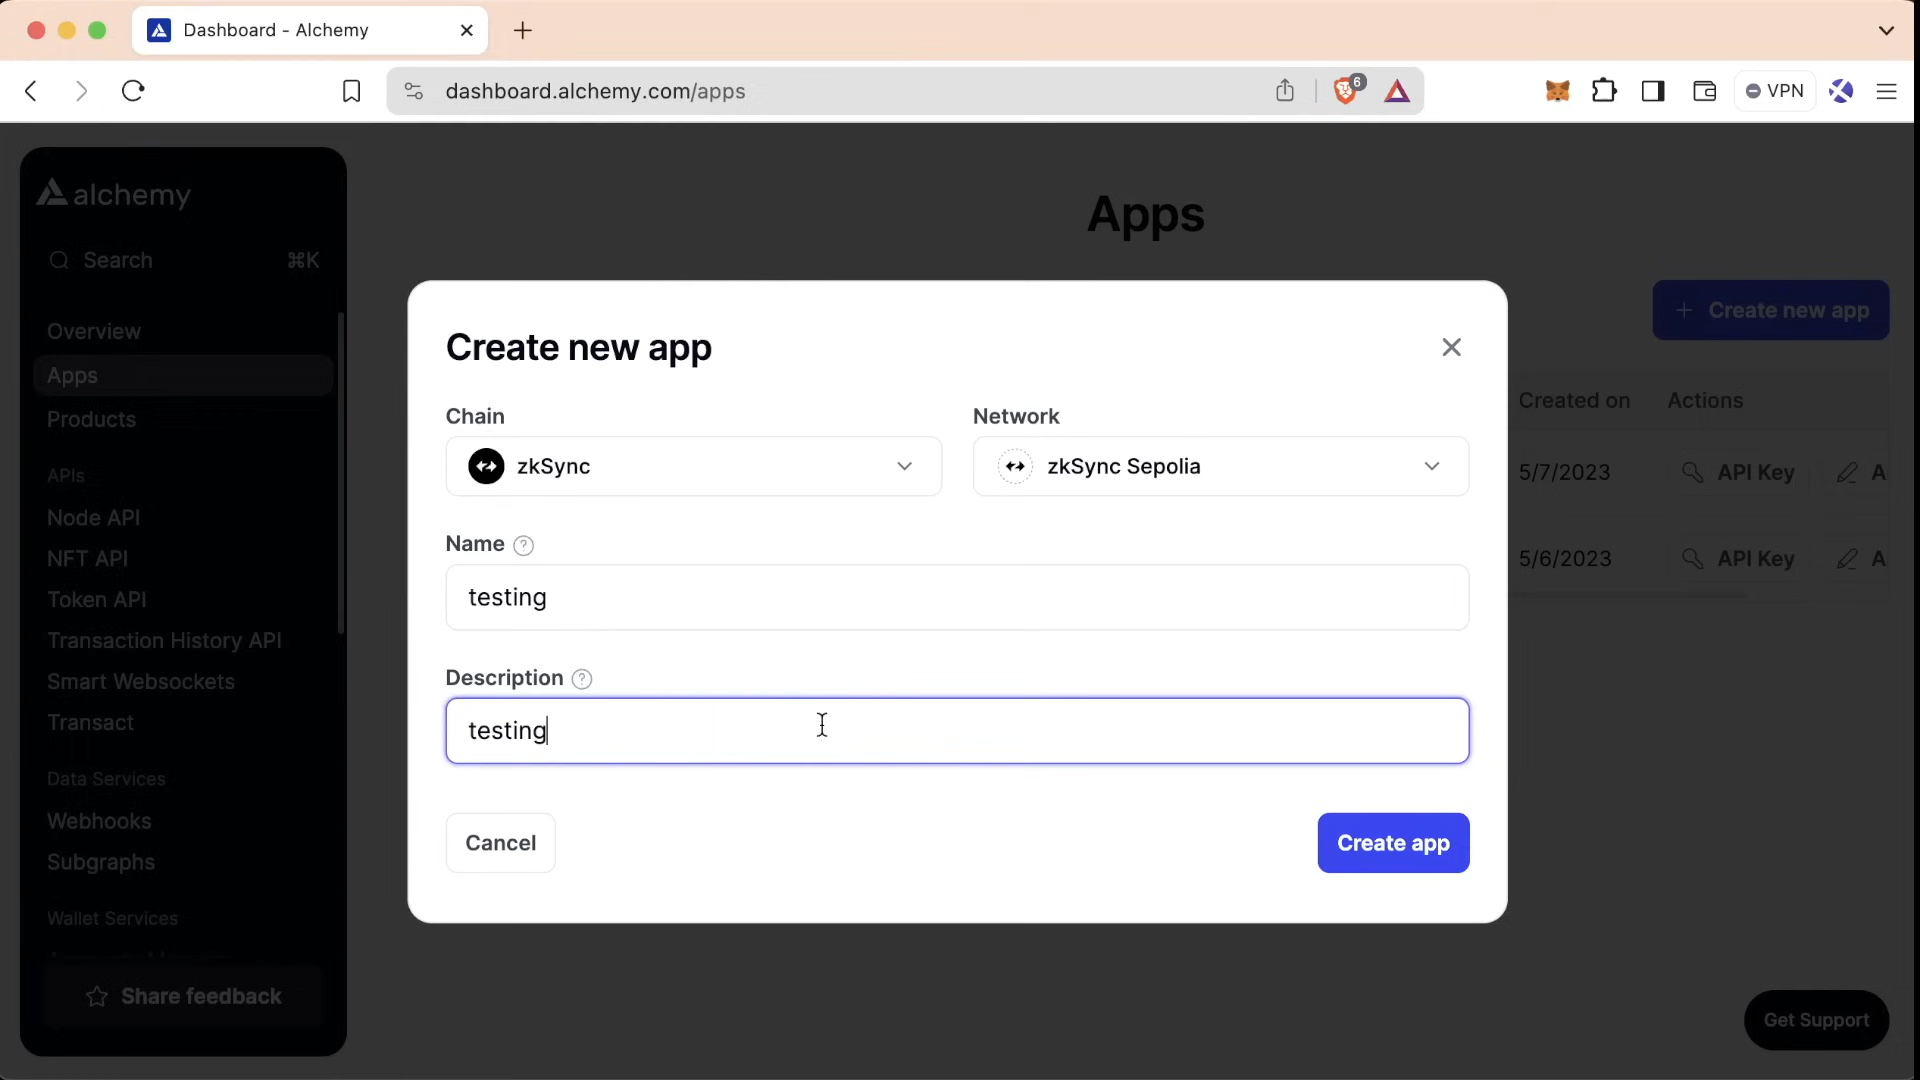 Dashboard - Alchemy
dashboard.alchemy.com/apps
6
VPN
alchemy
Search ⌘K
Overview
Apps
Products
APIs
Node API
NFT API
Token API
Transaction History API
Smart Websockets
Transact
Data Services
Webhooks
Subgraphs
Wallet Services
Share feedback
Apps
+ Create new app
Created on Actions
5/7/2023 API Key A
5/6/2023 API Key A
Create new app
Chain Network
zkSync zkSync Sepolia
Name ?
testing
Description ?
testing
Cancel Create app
Get Support